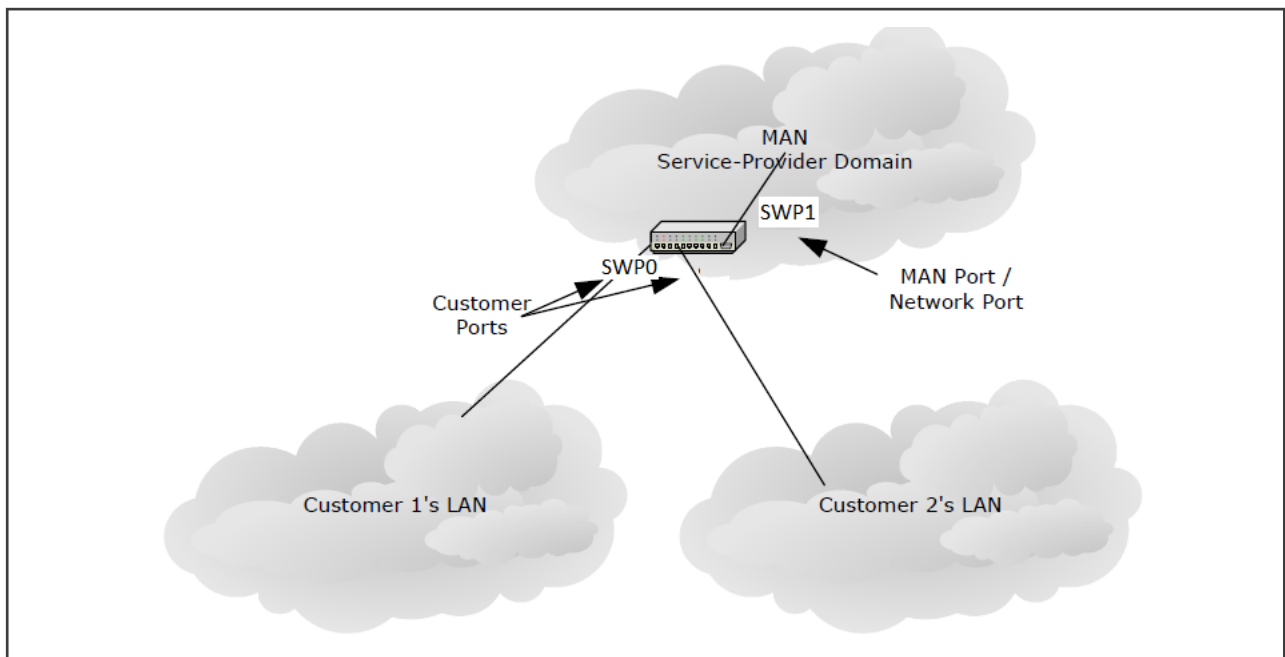 MAN
Service-Provider Domain
SWP1
SWP0
MAN Port /
Network Port
Customer
Ports
Customer 1's LAN
Customer 2's LAN